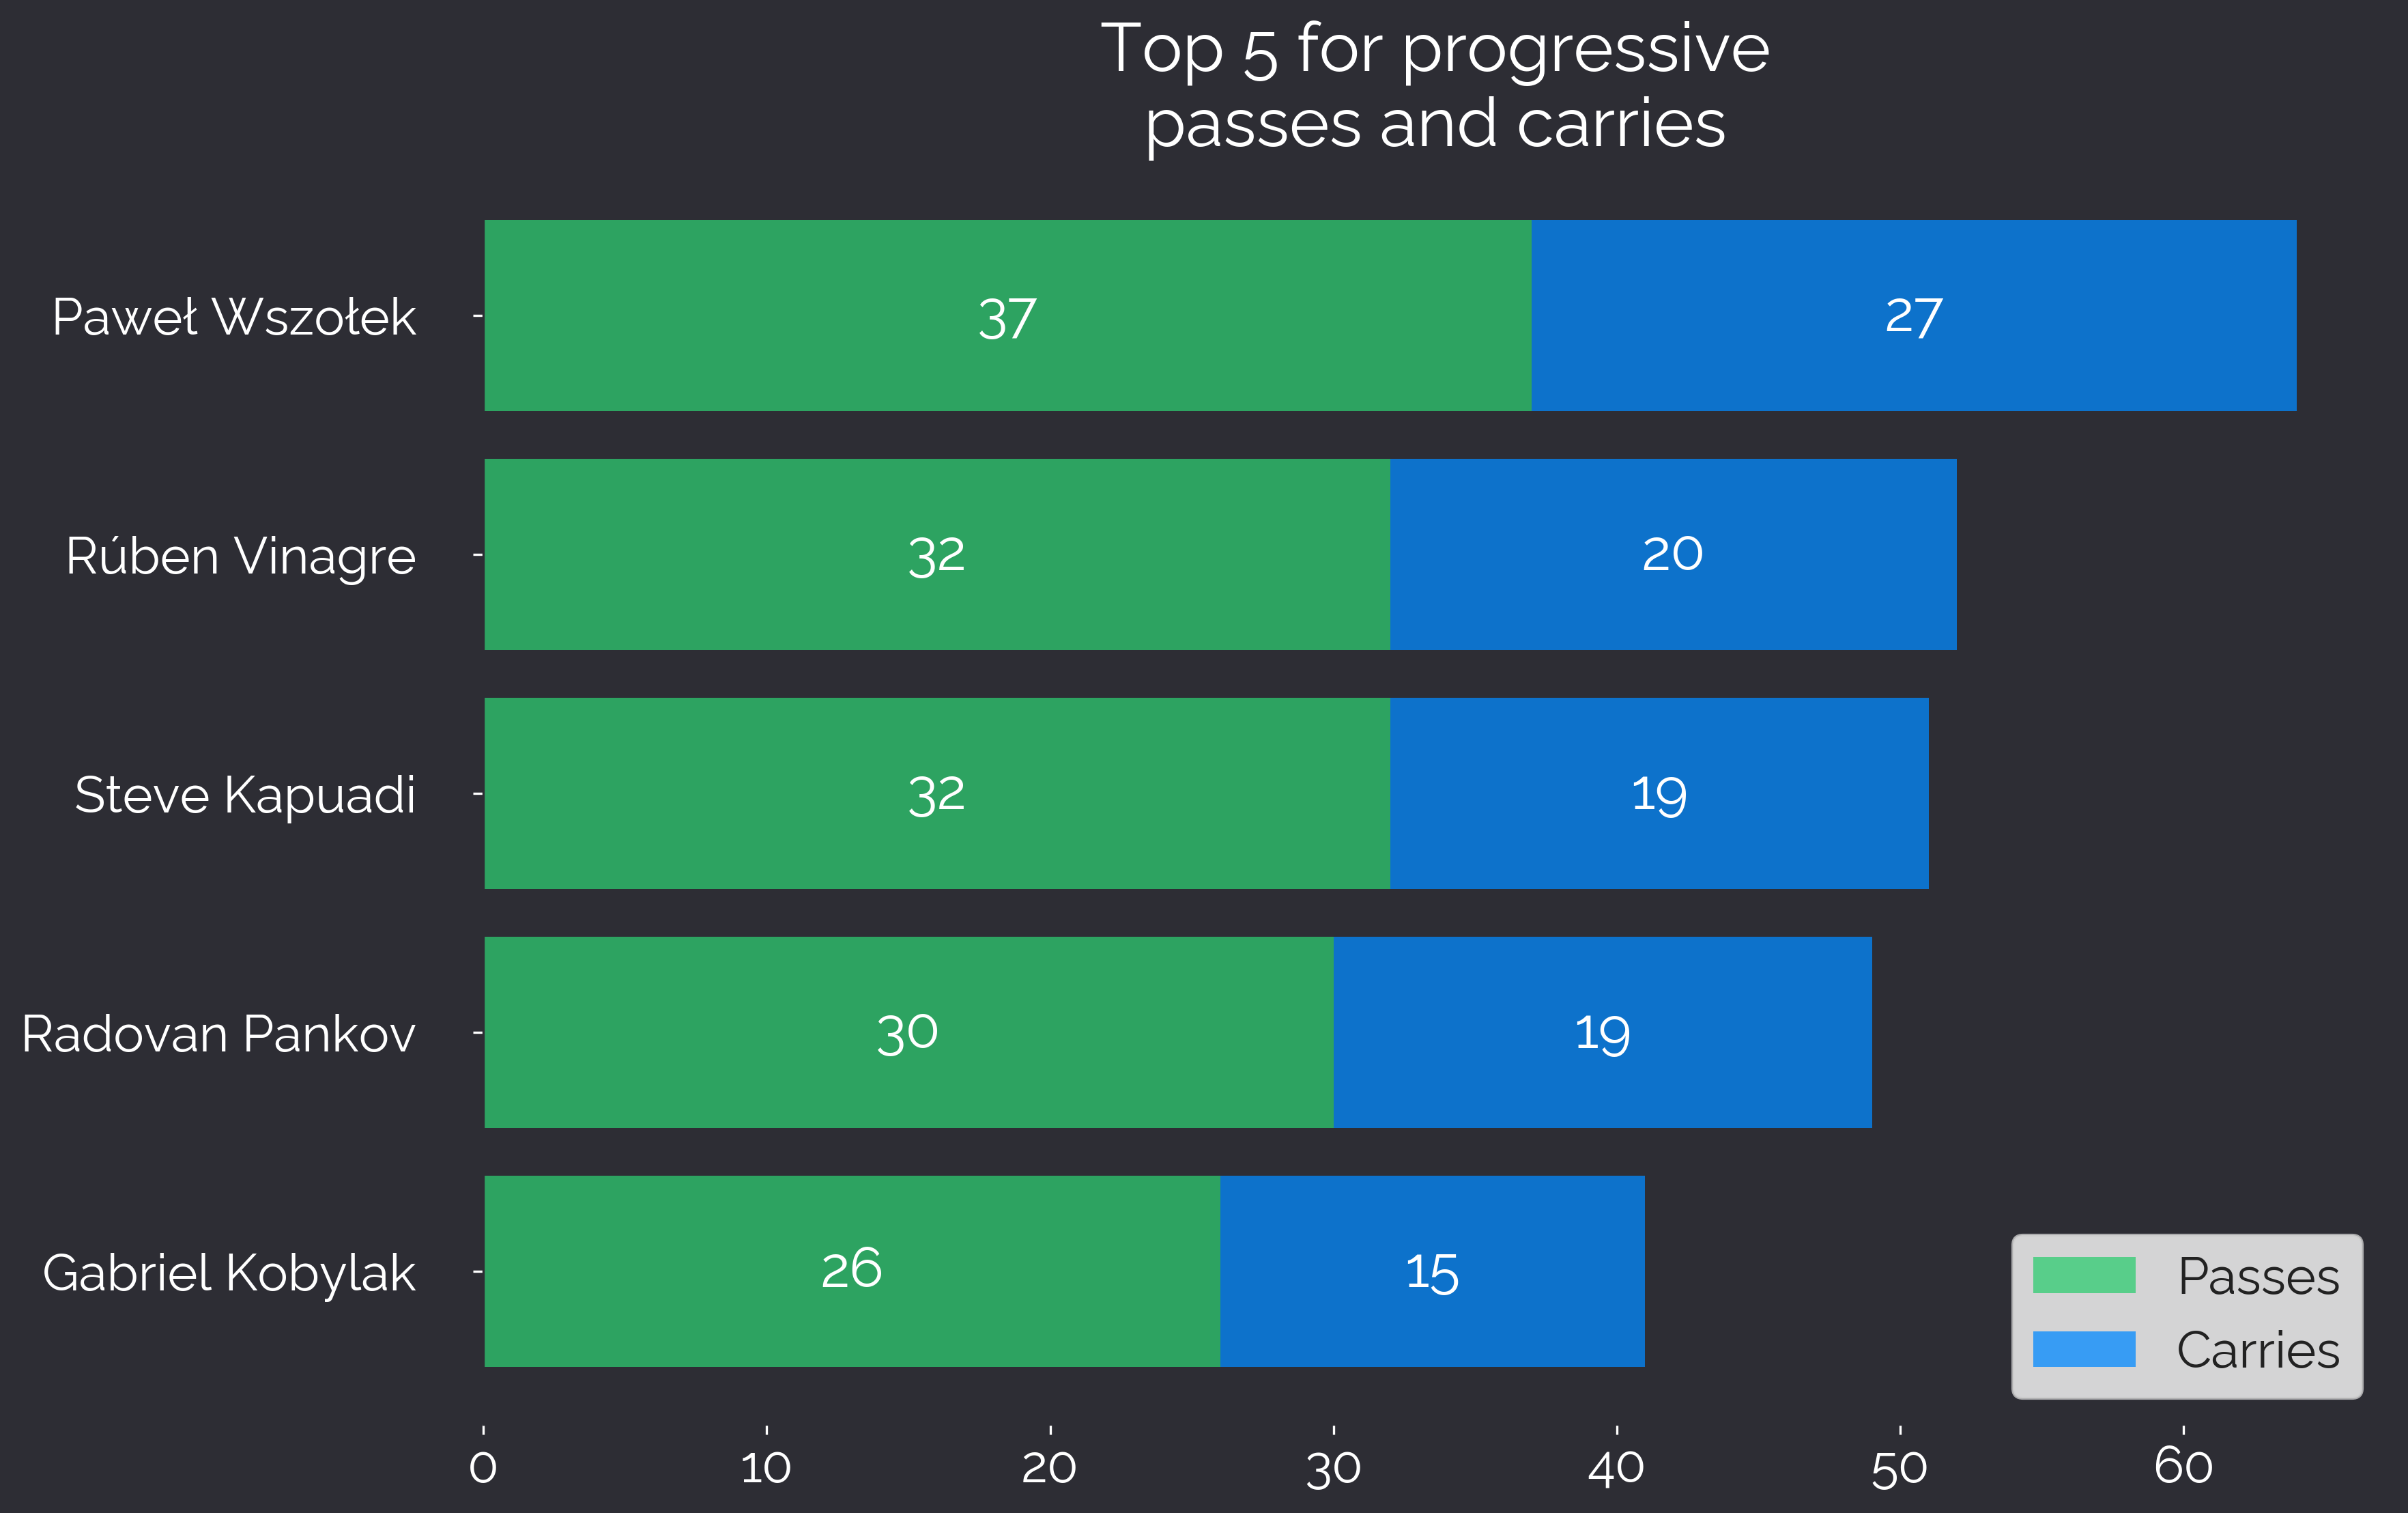 Top 5 for progressive
passes and carries
Paweł Wszołek
37
27
Rúben Vinagre
32
20
Steve Kapuadi
32
19
Radovan Pankov
30
19
Gabriel Kobylak
26
15
Passes
Carries
0 10 20 30 40 50 60